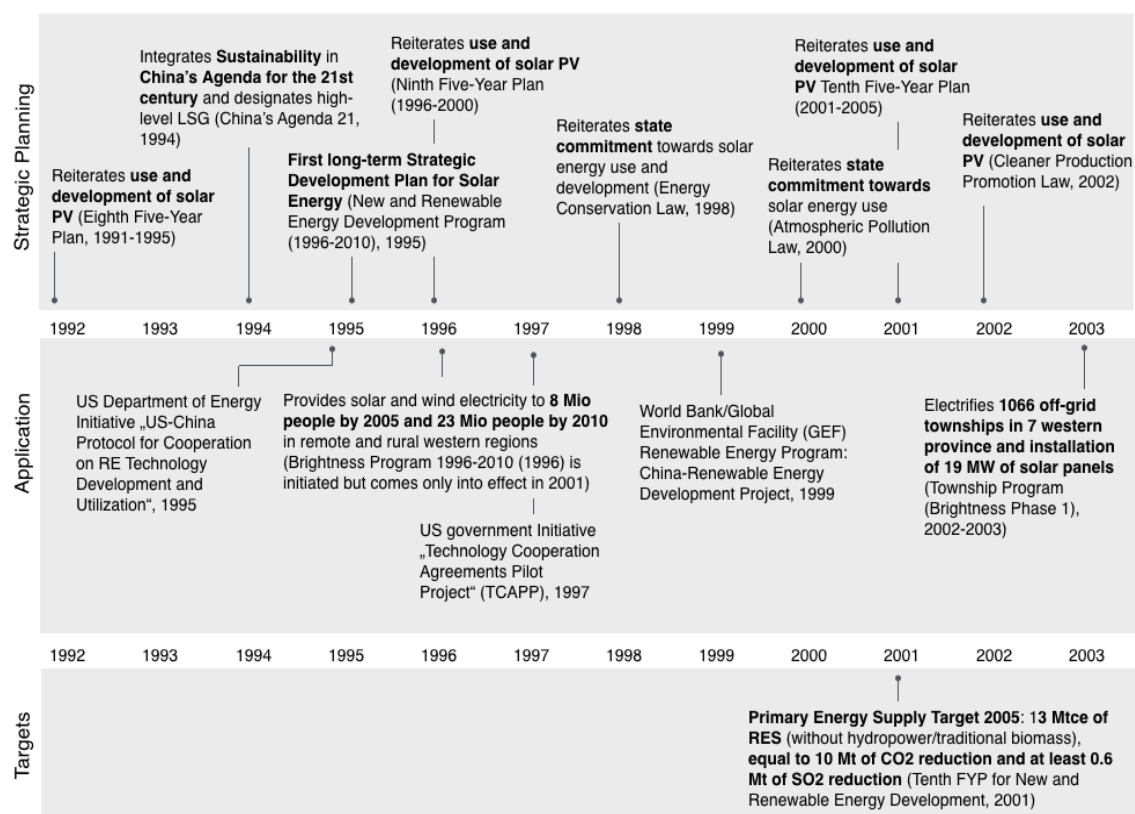 Strategic Planning
Reiterates use and
development of solar
PV (Eighth Five-Year
Plan, 1991-1995)
Integrates Sustainability in
China's Agenda for the 21st
century and designates high-
level LSG (China's Agenda 21,
1994)
First long-term Strategic
Development Plan for Solar
Energy (New and Renewable
Energy Development Program
(1996-2010), 1995)
Reiterates use and
development of solar PV
(Ninth Five-Year Plan
(1996-2000)
Reiterates state
commitment towards solar
energy use and
development (Energy
Conservation Law, 1998)
Reiterates state
commitment towards
solar energy use
(Atmospheric Pollution
Law, 2000)
Reiterates use and
development of solar
PV Tenth Five-Year Plan
(2001-2005)
Reiterates use and
development of solar
PV (Cleaner Production
Promotion Law, 2002)
1992 1993 1994 1995 1996 1997 1998 1999 2000 2001 2002 2003
Application
US Department of Energy
Initiative „US-China
Protocol for Cooperation
on RE Technology
Development and
Utilization“, 1995
Provides solar and wind electricity to 8 Mio
people by 2005 and 23 Mio people by 2010
in remote and rural western regions
(Brightness Program 1996-2010 (1996) is
initiated but comes only into effect in 2001)
US government Initiative
„Technology Cooperation
Agreements Pilot
Project“ (TCAPP), 1997
World Bank/Global
Environmental Facility (GEF)
Renewable Energy Program:
China-Renewable Energy
Development Project, 1999
Electrifies 1066 off-grid
townships in 7 western
province and installation
of 19 MW of solar panels
(Township Program
(Brightness Phase 1),
2002-2003)
1992 1993 1994 1995 1996 1997 1998 1999 2000 2001 2002 2003
Targets
Primary Energy Supply Target 2005: 13 Mtce of
RES (without hydropower/traditional biomass),
equal to 10 Mt of CO2 reduction and at least 0.6
Mt of SO2 reduction (Tenth FYP for New and
Renewable Energy Development, 2001)